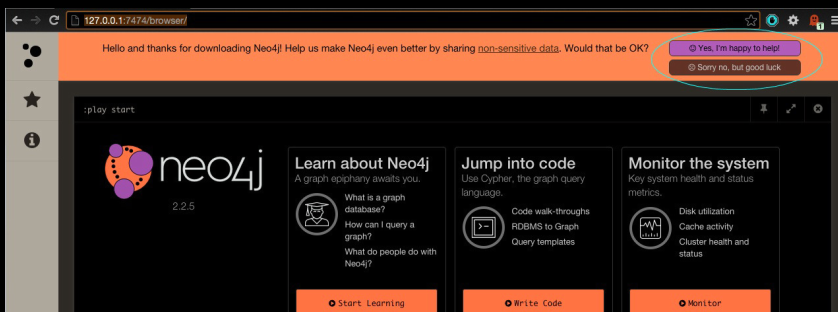 127.0.0.1:7474/browser/
Hello and thanks for downloading Neo4j! Help us make Neo4j even better by sharing non-sensitive data. Would that be OK?
Yes, I'm happy to help!
Sorry no, but good luck
:play start
neo4j
2.2.5
Learn about Neo4j
A graph epiphany awaits you.
What is a graph
database?
How can I query a
graph?
What do people do with
Neo4j?
Start Learning
Jump into code
Use Cypher, the graph query
language.
Code walk-throughs
RDBMS to Graph
Query templates
Write Code
Monitor the system
Key system health and status
metrics.
Disk utilization
Cache activity
Cluster health and
status
Monitor